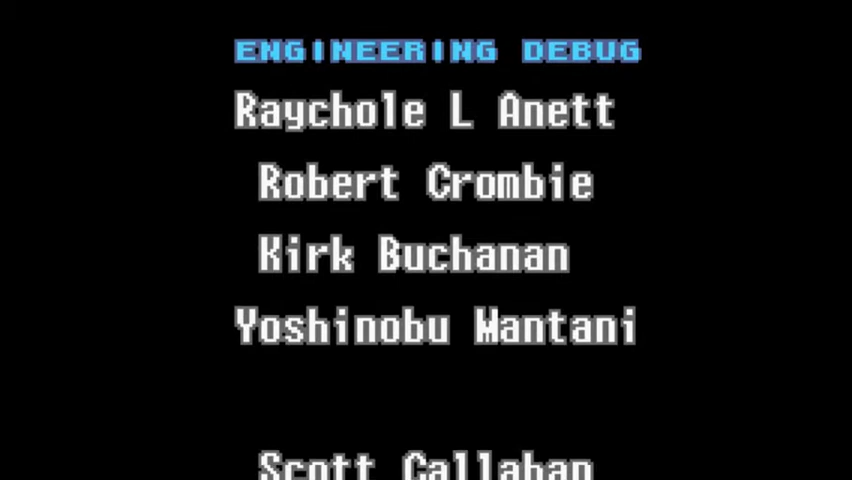 ENGINEERING DEBUG
Raychole L Anett
Robert Crombie
Kirk Buchanan
Yoshinobu Mantani
Scott Callahan